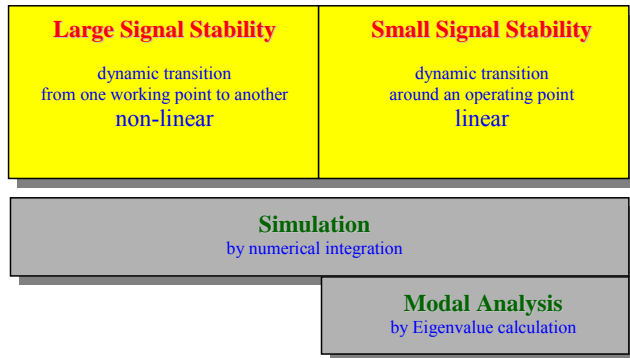 Large Signal Stability
dynamic transition
from one working point to another
non-linear
Small Signal Stability
dynamic transition
around an operating point
linear
Simulation
by numerical integration
Modal Analysis
by Eigenvalue calculation